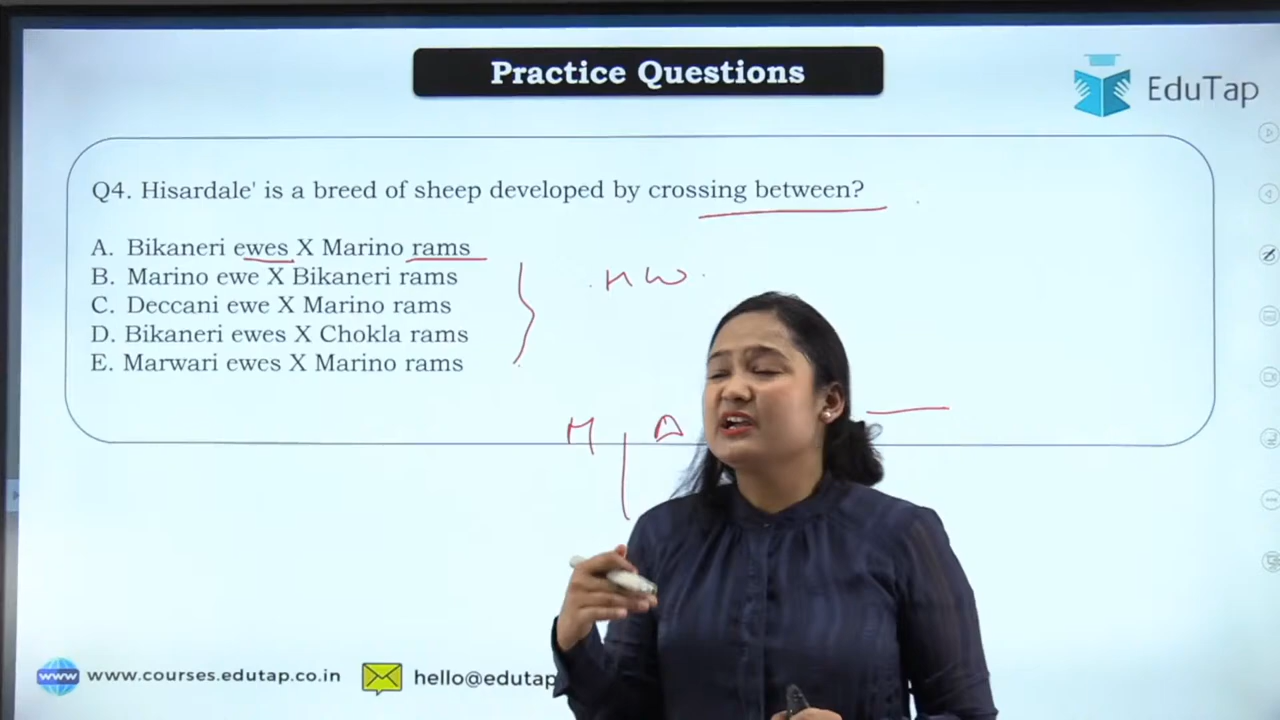 Practice Questions
EduTap
Q4. Hisardale' is a breed of sheep developed by crossing between?
A. Bikaneri ewes X Marino rams
B. Marino ewe X Bikaneri rams
C. Deccani ewe X Marino rams
D. Bikaneri ewes X Chokla rams
E. Marwari ewes X Marino rams
www.courses.edutap.co.in
hello@edutap